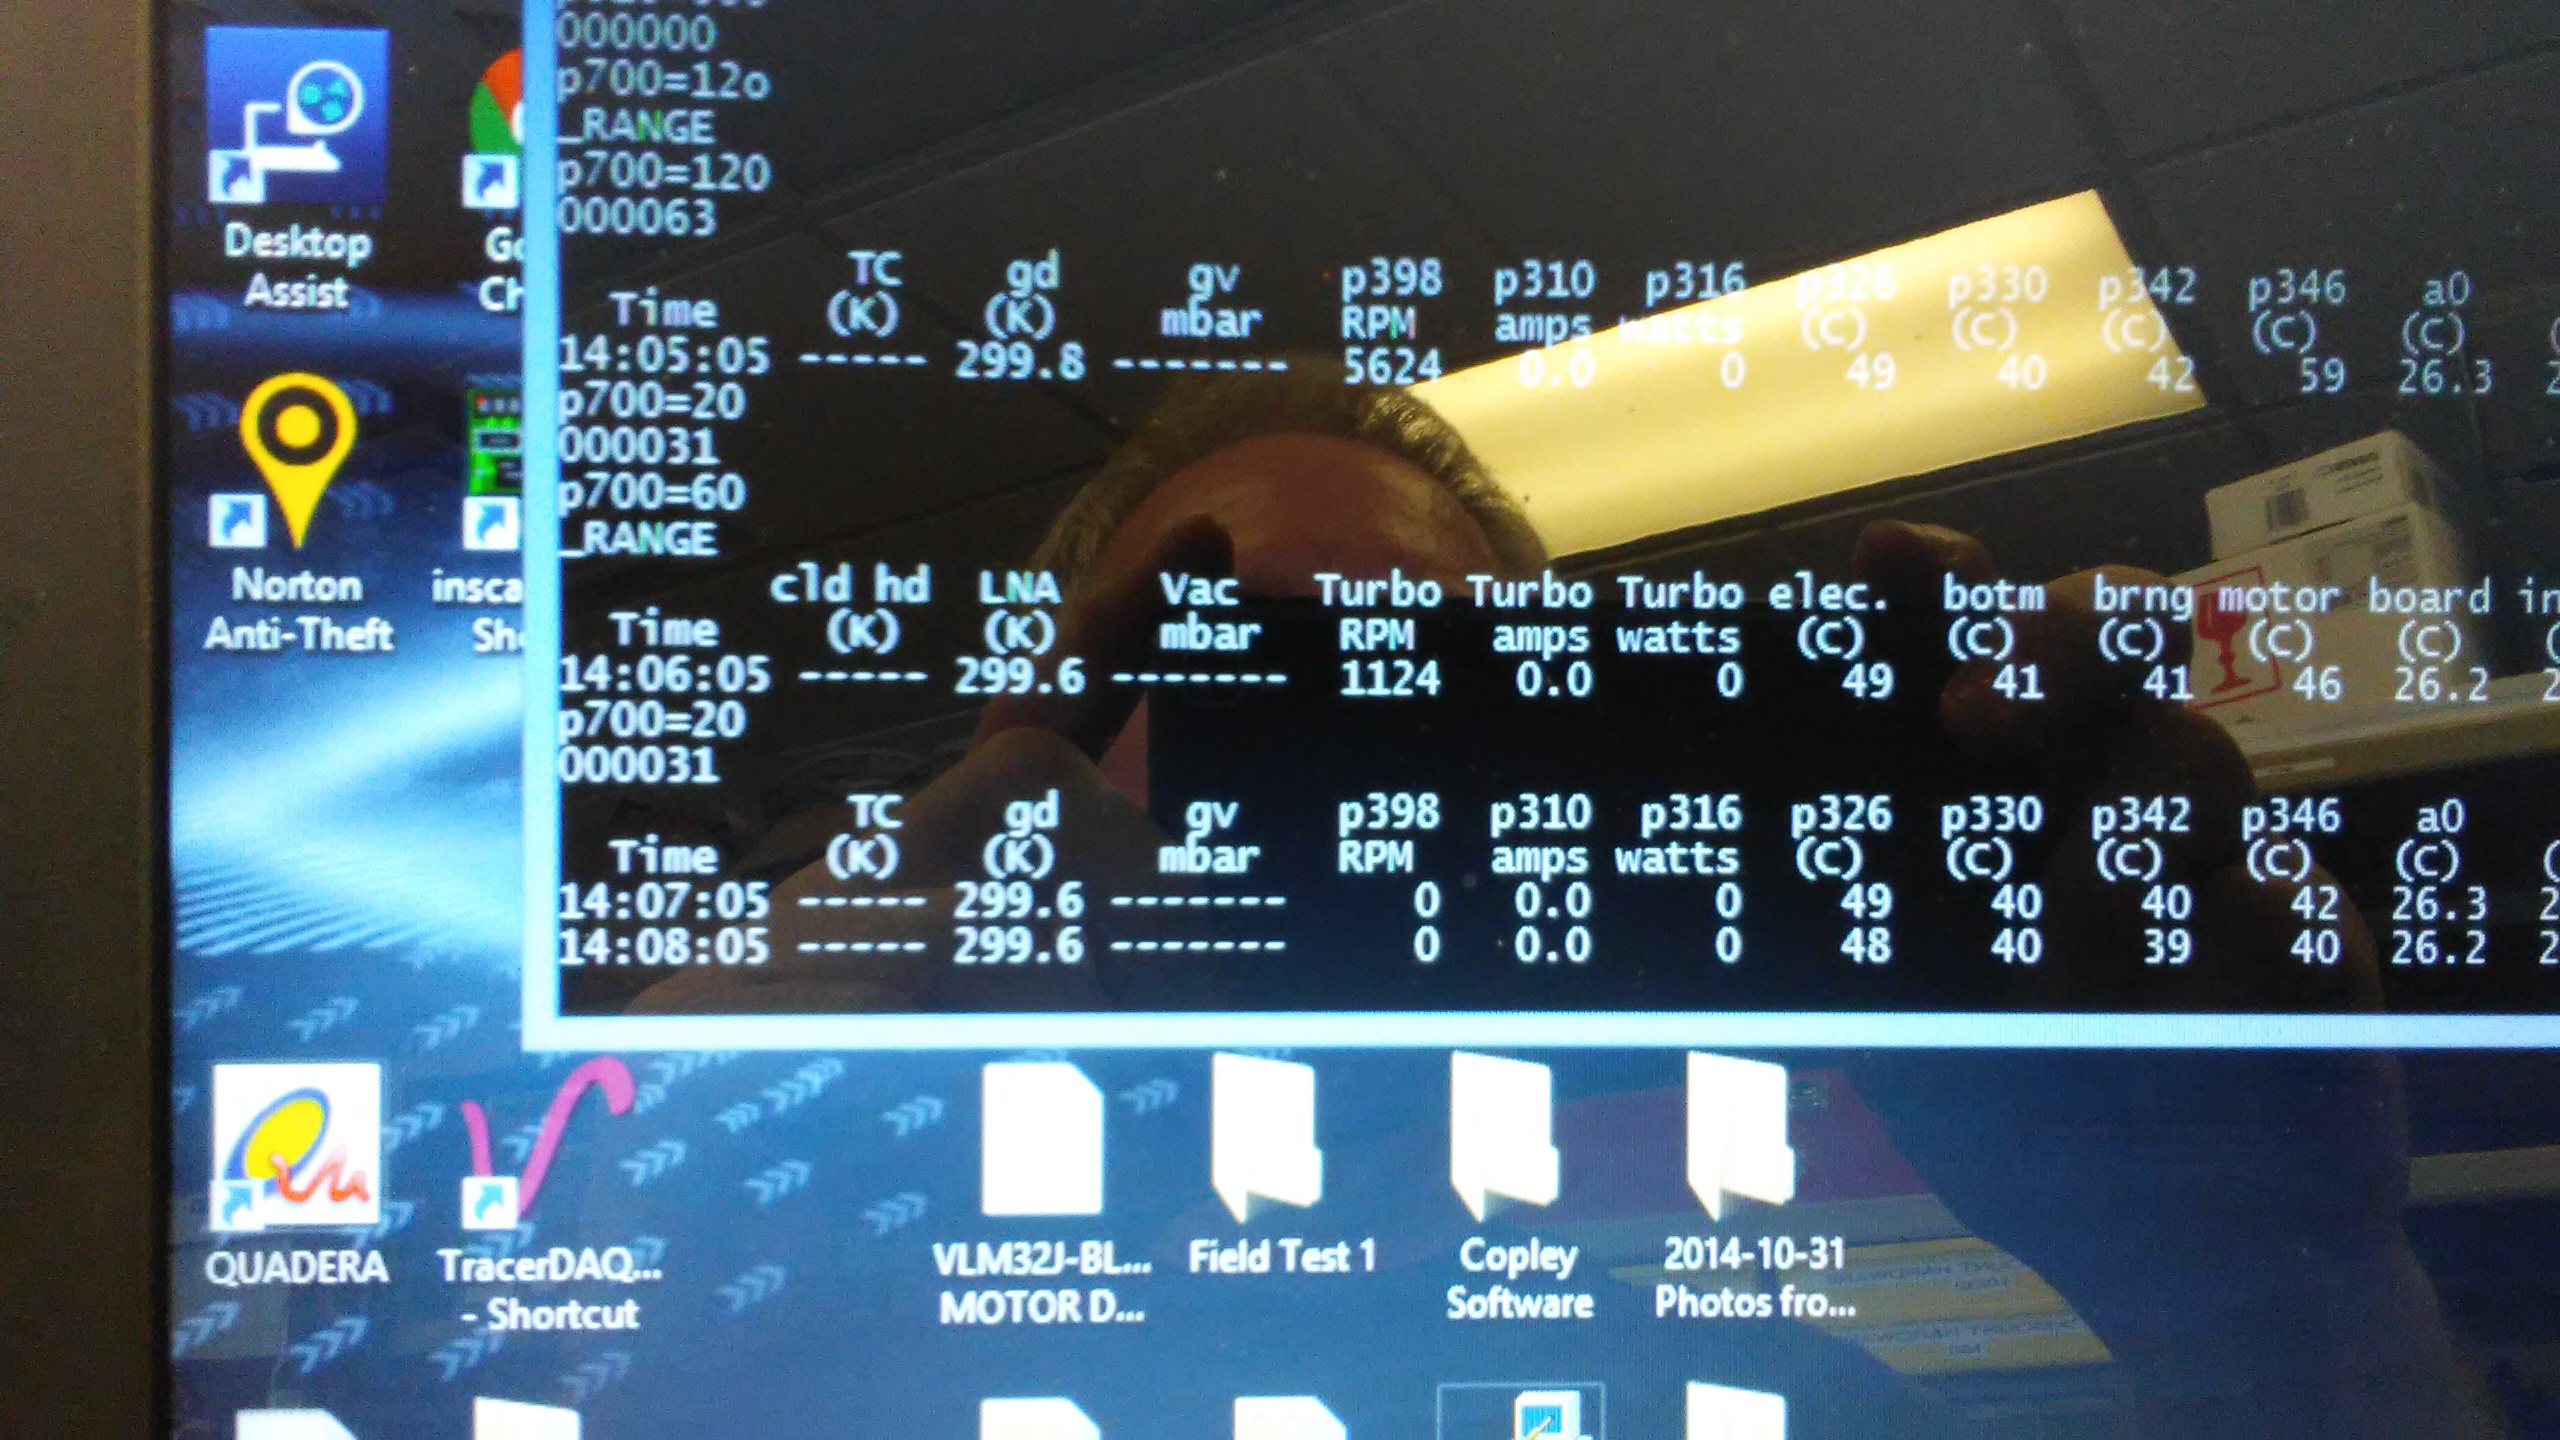 000000
p700=12o
_RANGE
p700=120
000063
TC gd gv p398 p310 p316 p326 p330 p342 p346 a0
Time (K) (K) mbar RPM amps watts (C) (C) (C) (C) (C)
14:05:05 ----- 299.8 ------- 5624 0.0 0 49 40 42 59 26.3
p700=20
000031
p700=60
_RANGE
cld hd LNA Vac Turbo Turbo Turbo elec. botm brng motor board in
Time (K) (K) mbar RPM amps watts (C) (C) (C) (C) (C)
14:06:05 ----- 299.6 ------- 1124 0.0 0 49 41 41 46 26.2
p700=20
000031
TC gd gv p398 p310 p316 p326 p330 p342 p346 a0
Time (K) (K) mbar RPM amps watts (C) (C) (C) (C) (C)
14:07:05 ----- 299.6 ------- 0 0.0 0 49 40 40 42 26.3
14:08:05 ----- 299.6 ------- 0 0.0 0 48 40 39 40 26.2
Desktop
Assist
Go
Ch
Norton
Anti-Theft
insca
Sho
QUADERA
TracerDAQ...
- Shortcut
VLM32J-BL...
MOTOR D...
Field Test 1
Copley
Software
2014-10-31
Photos fro...